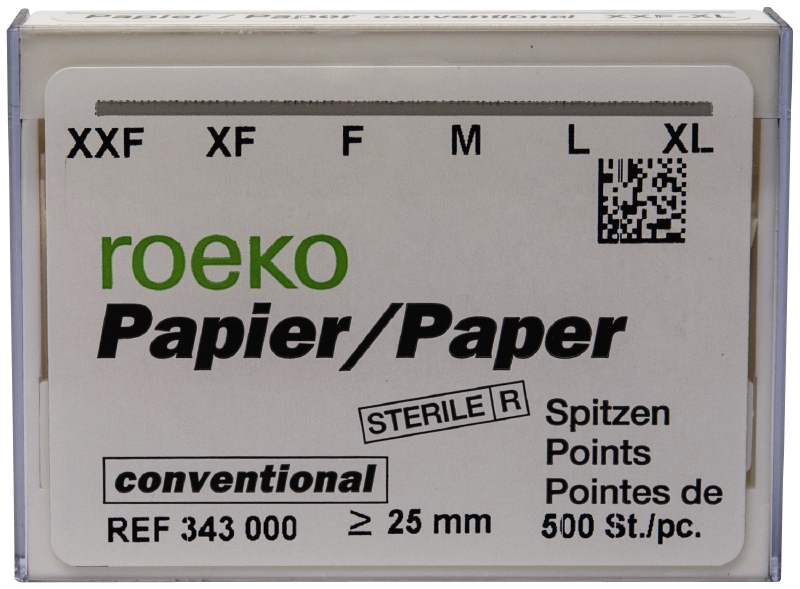 Papier / Paper conventional XXF-XL
XXF XF F M L XL
roeko
Papier/Paper
STERILE R
Spitzen
Points
Pointes de
conventional
REF 343 000 ≥ 25 mm 500 St./pc.